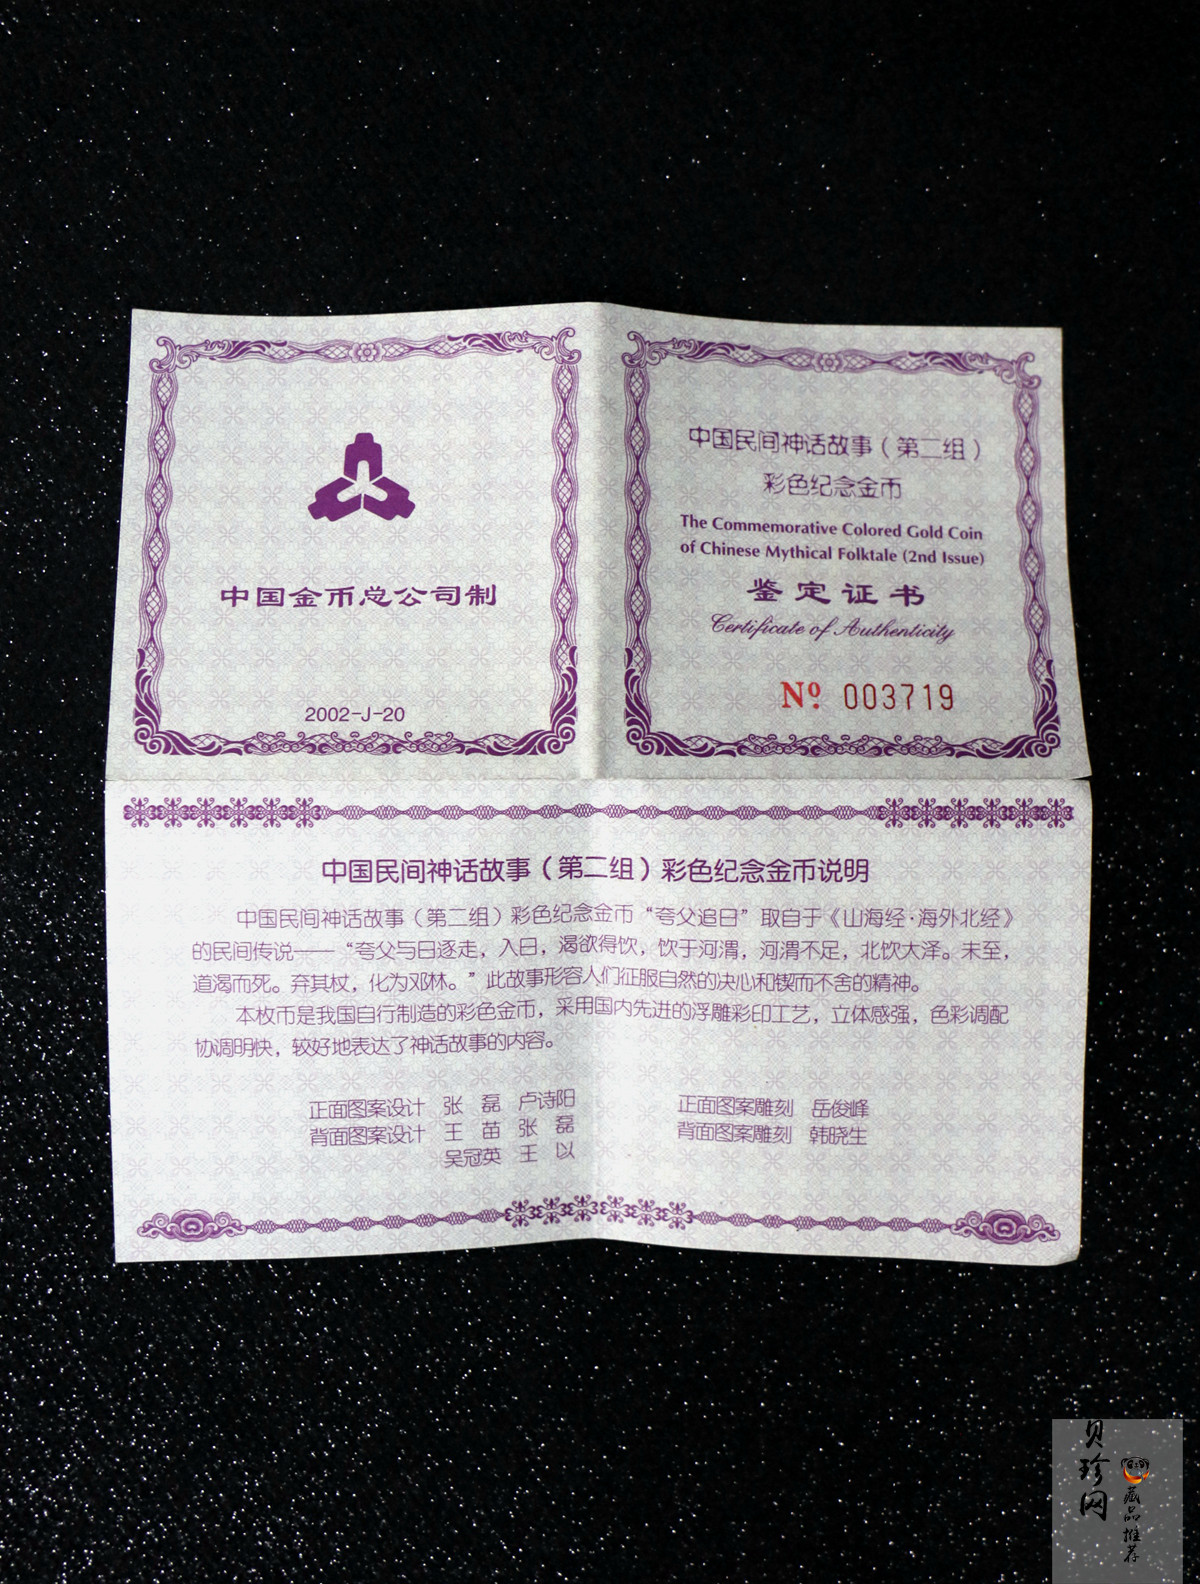 中国金币总公司制
2002-J-20
中国民间神话故事（第二组）
彩色纪念金币
The Commemorative Colored Gold Coin
of Chinese Mythical Folktale (2nd Issue)
鉴定证书
Certificate of Authenticity
Nº. 003719
中国民间神话故事（第二组）彩色纪念金币说明
中国民间神话故事（第二组）彩色纪念金币“夸父追日”取自于《山海经·海外北经》
的民间传说——“夸父与日逐走，入日，渴欲得饮，饮于河渭，河渭不足，北饮大泽。未至，
道渴而死。弃其杖，化为邓林。”此故事形容人们征服自然的决心和锲而不舍的精神。
本枚币是我国自行制造的彩色金币，采用国内先进的浮雕彩印工艺，立体感强，色彩调配
协调明快，较好地表达了神话故事的内容。
正面图案设计 张 磊 卢诗阳
背面图案设计 王 苗 张 磊
吴冠英 王 以
正面图案雕刻 岳俊峰
背面图案雕刻 韩晓生
贝珍网
藏品推荐